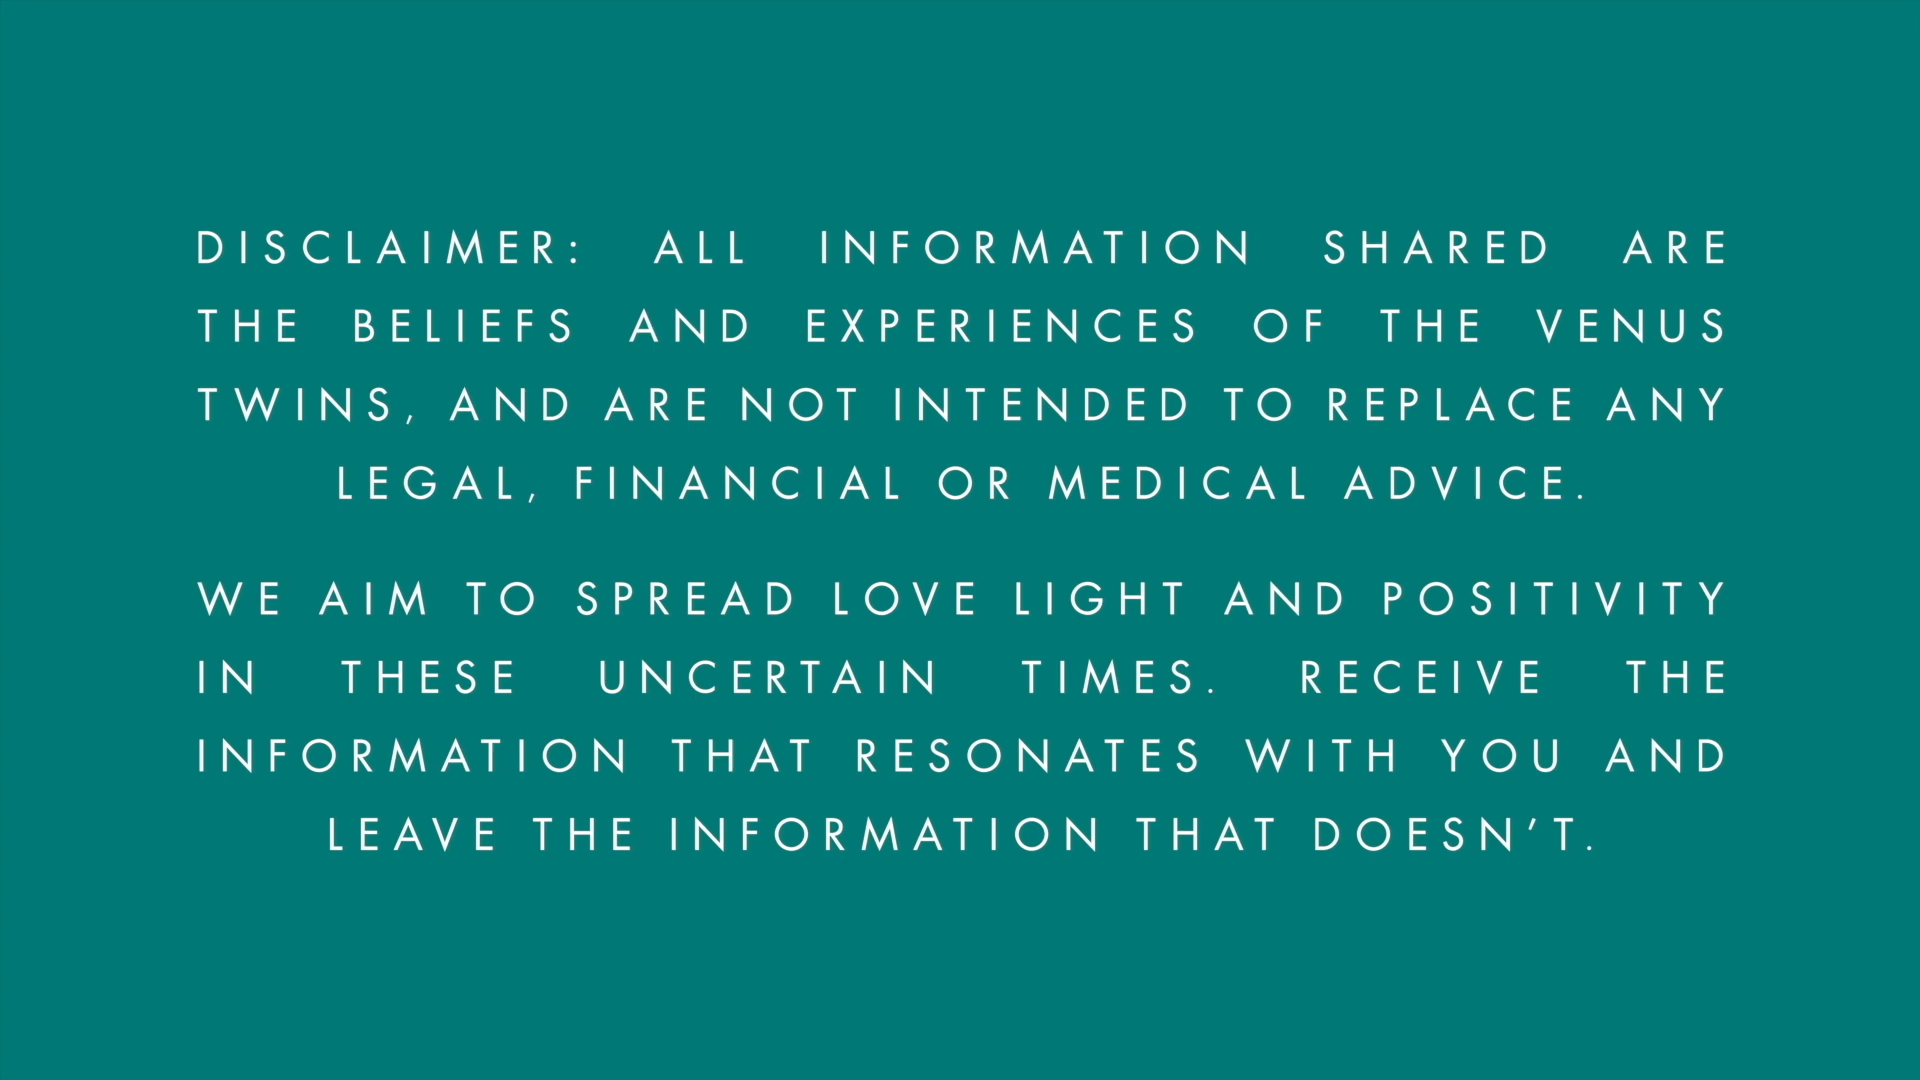 DISCLAIMER: ALL INFORMATION SHARED ARE
THE BELIEFS AND EXPERIENCES OF THE VENUS
TWINS, AND ARE NOT INTENDED TO REPLACE ANY
LEGAL, FINANCIAL OR MEDICAL ADVICE.
WE AIM TO SPREAD LOVE LIGHT AND POSITIVITY
IN THESE UNCERTAIN TIMES. RECEIVE THE
INFORMATION THAT RESONATES WITH YOU AND
LEAVE THE INFORMATION THAT DOESN’T.